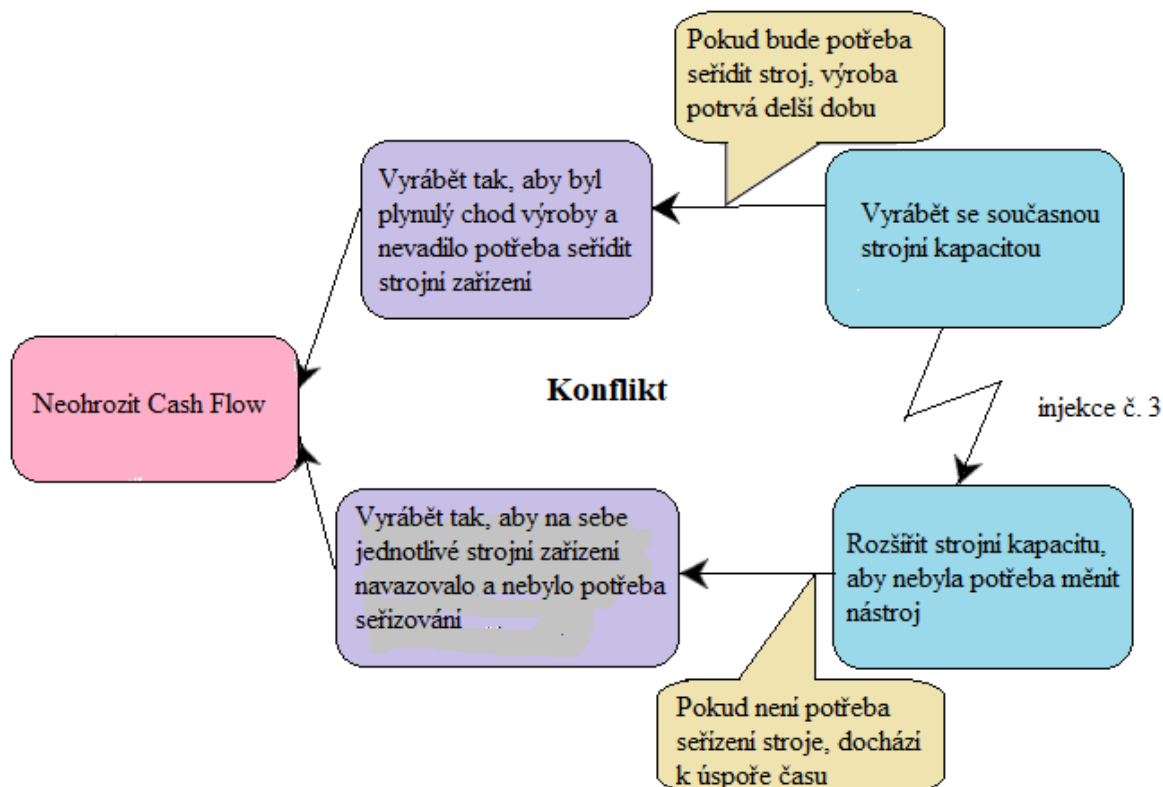 Pokud bude potřeba
seřídit stroj, výroba
potrvá delší dobu
Vyrábět tak, aby byl
plynulý chod výroby a
nevadilo potřeba seřídit
strojní zařízení
Vyrábět se současnou
strojní kapacitou
Neohrozit Cash Flow
Konflikt
injekce č. 3
Vyrábět tak, aby na sebe
jednotlivé strojní zařízení
navazovalo a nebylo potřeba
seřizování
Rozšířit strojní kapacitu,
aby nebyla potřeba měnit
nástroj
Pokud není potřeba
seřízení stroje, dochází
k úspoře času